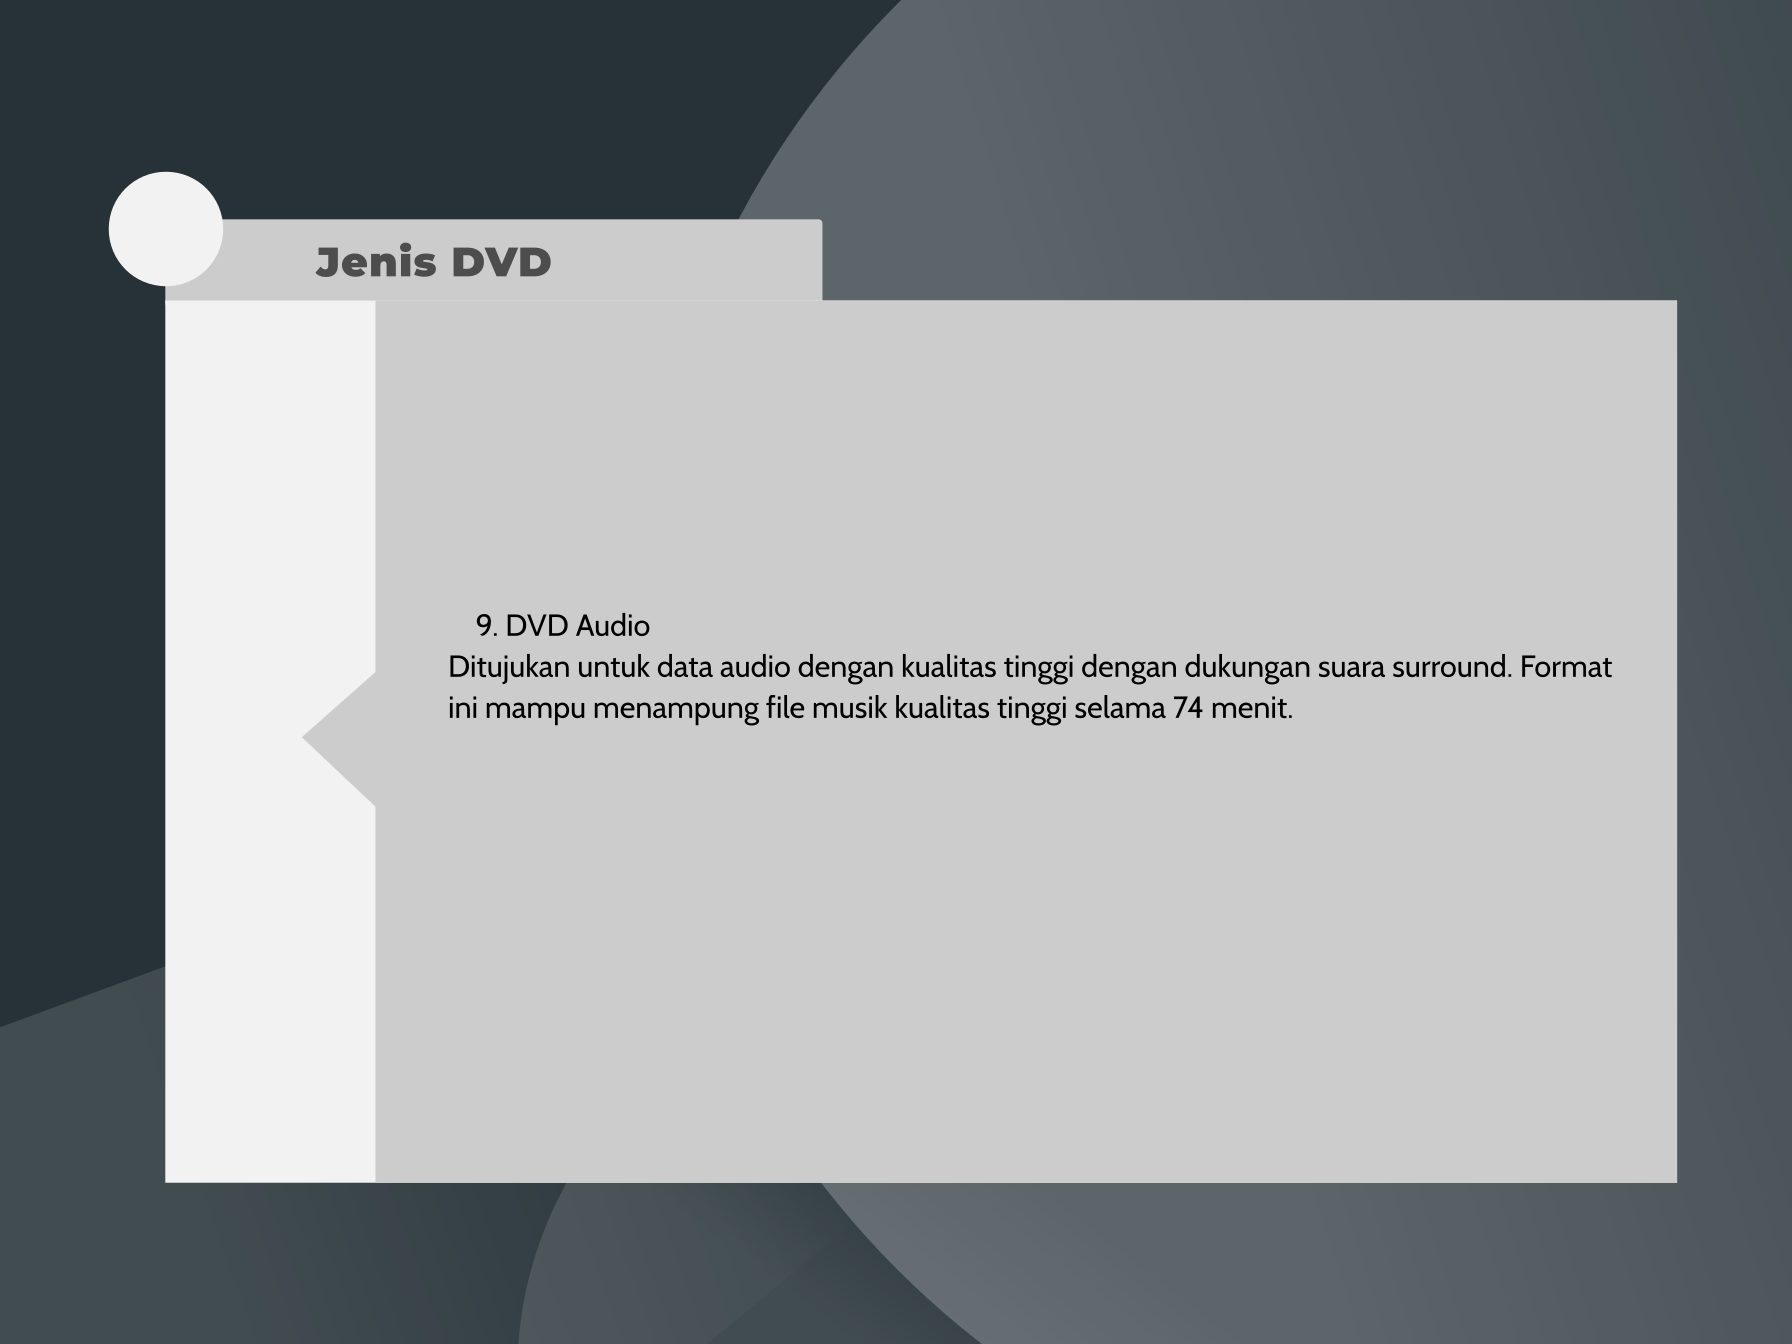 Jenis DVD
9. DVD Audio
Ditujukan untuk data audio dengan kualitas tinggi dengan dukungan suara surround. Format
ini mampu menampung file musik kualitas tinggi selama 74 menit.